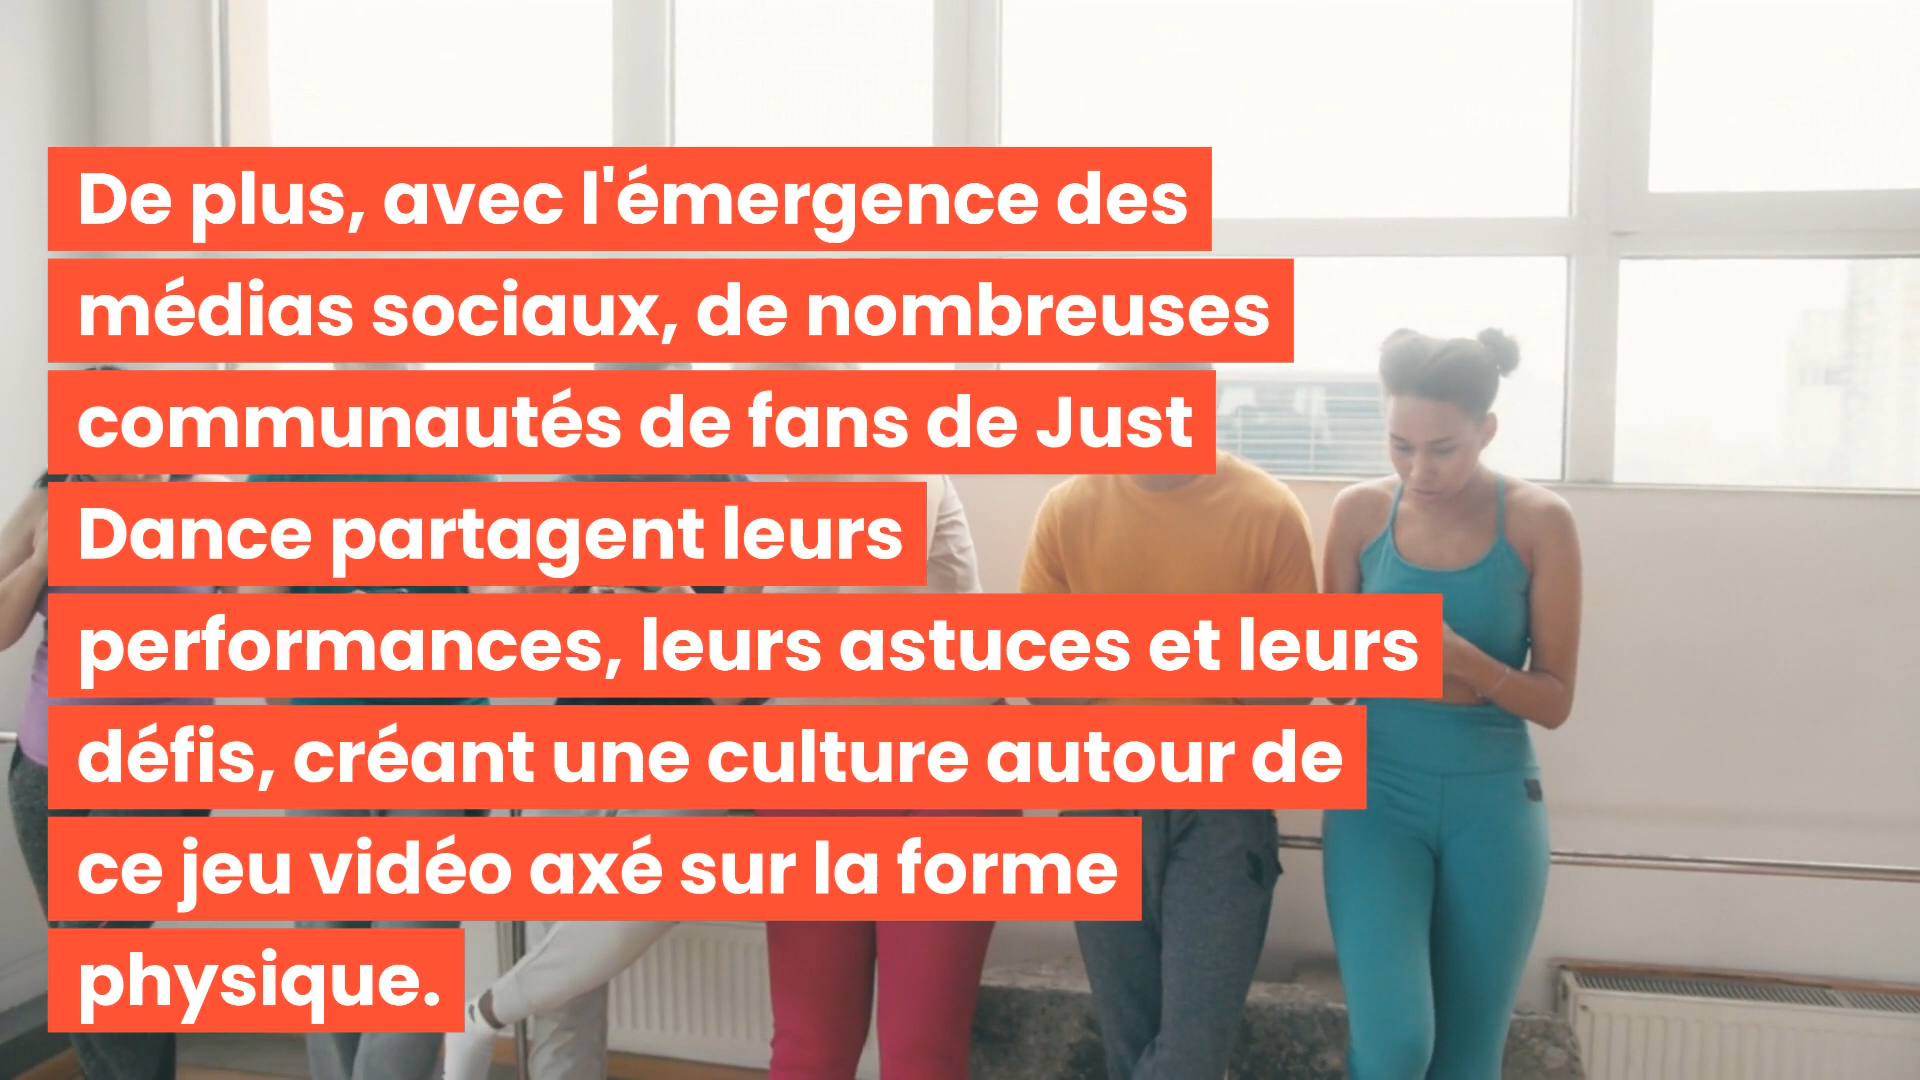 De plus, avec l'émergence des
médias sociaux, de nombreuses
communautés de fans de Just
Dance partagent leurs
performances, leurs astuces et leurs
défis, créant une culture autour de
ce jeu vidéo axé sur la forme
physique.